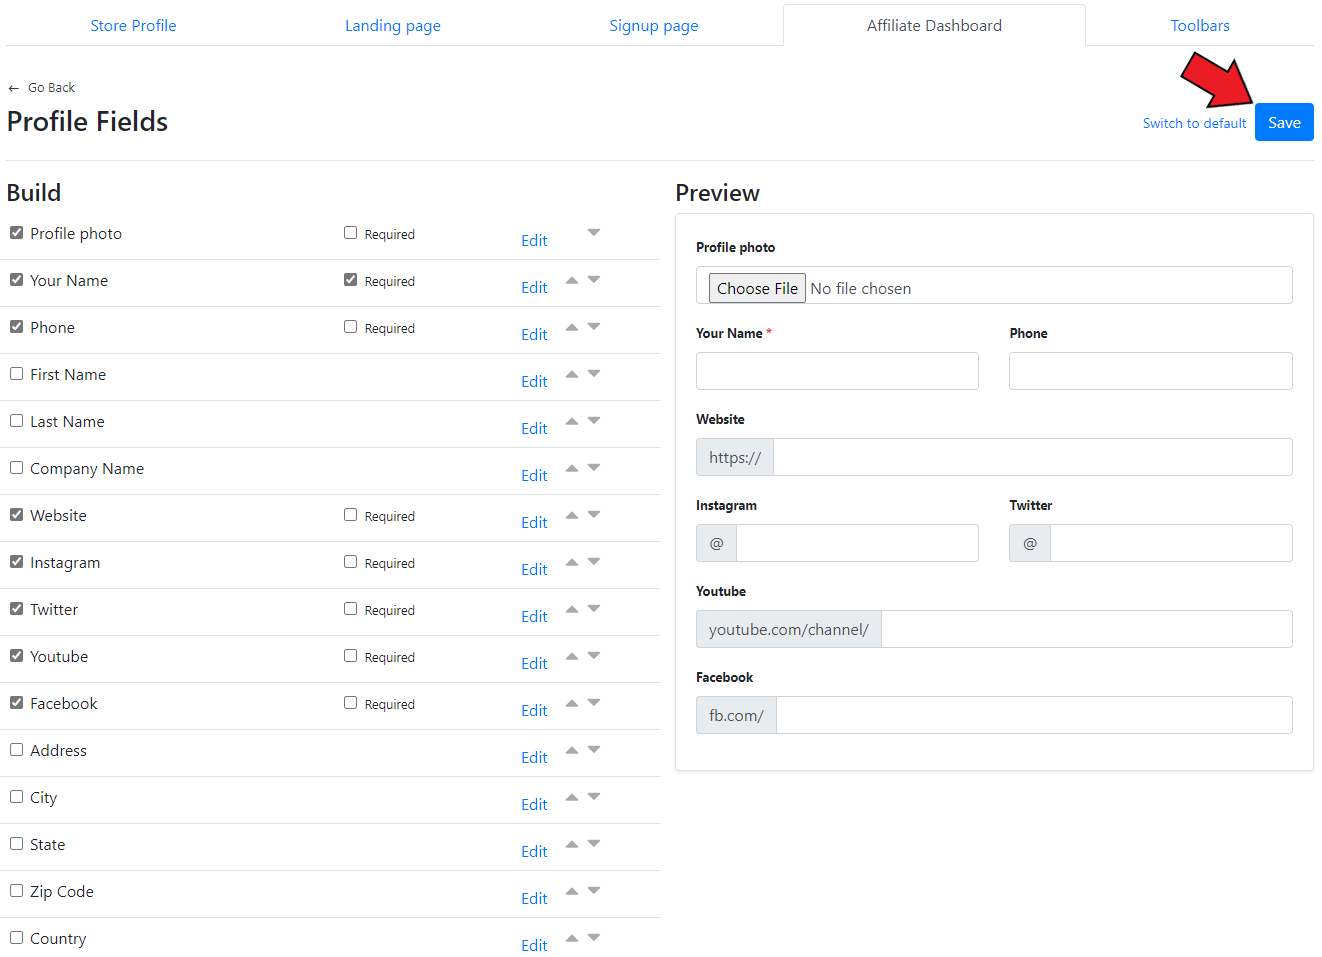 Store Profile
Landing page
Signup page
Affiliate Dashboard
Toolbars
← Go Back
Profile Fields
Switch to default
Save
Build
Profile photo Required Edit
Your Name Required Edit
Phone Required Edit
First Name Edit
Last Name Edit
Company Name Edit
Website Required Edit
Instagram Required Edit
Twitter Required Edit
Youtube Required Edit
Facebook Required Edit
Address Edit
City Edit
State Edit
Zip Code Edit
Country Edit
Preview
Profile photo
Choose File No file chosen
Your Name * Phone
Website
https://
Instagram Twitter
@ @
Youtube
youtube.com/channel/
Facebook
fb.com/